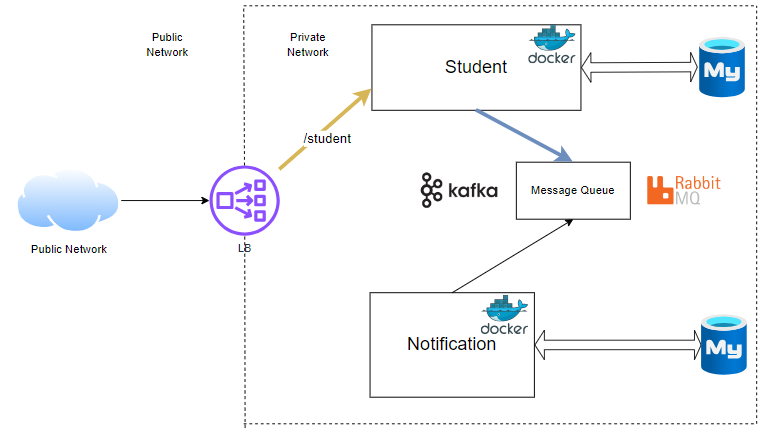 Public
Network
Private
Network
docker
Student
My
/student
kafka
Message Queue
Rabbit
MQ
LB
Public Network
docker
Notification
My